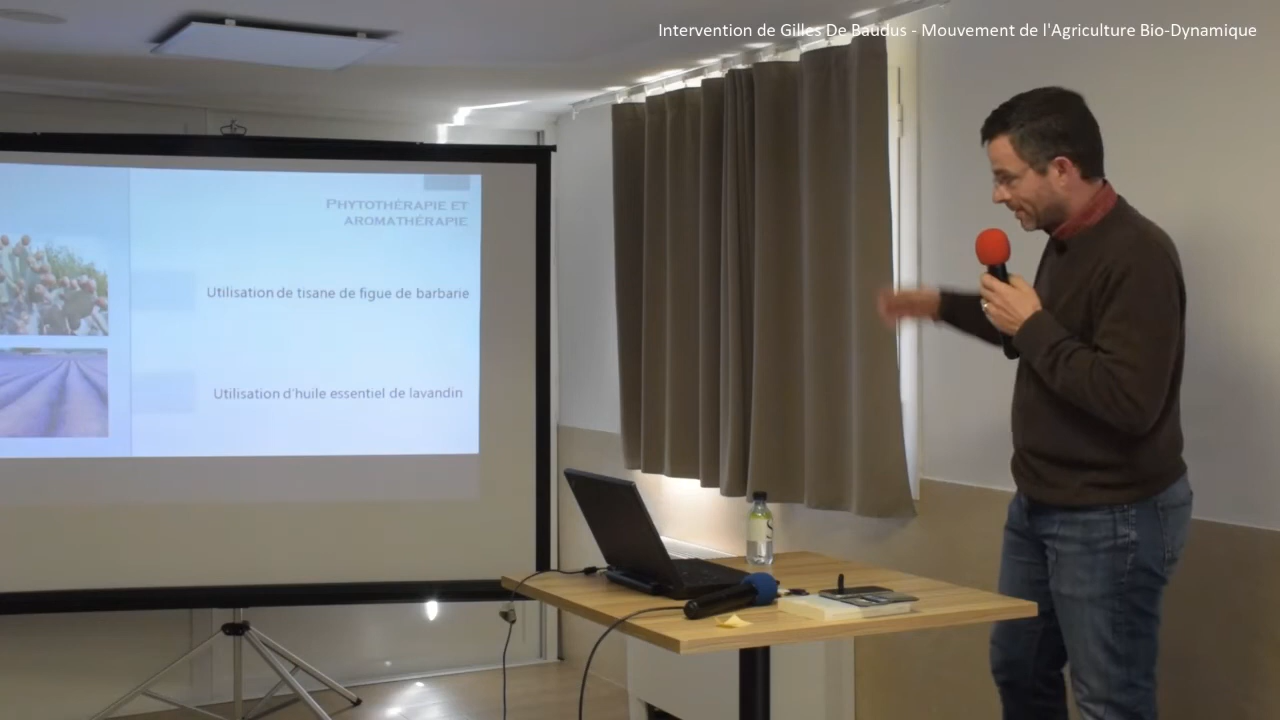 Intervention de Gilles De Baudus - Mouvement de l'Agriculture Bio-Dynamique
Phytothérapie et
aromathérapie
Utilisation de tisane de figue de barbarie
Utilisation d'huile essentiel de lavandin